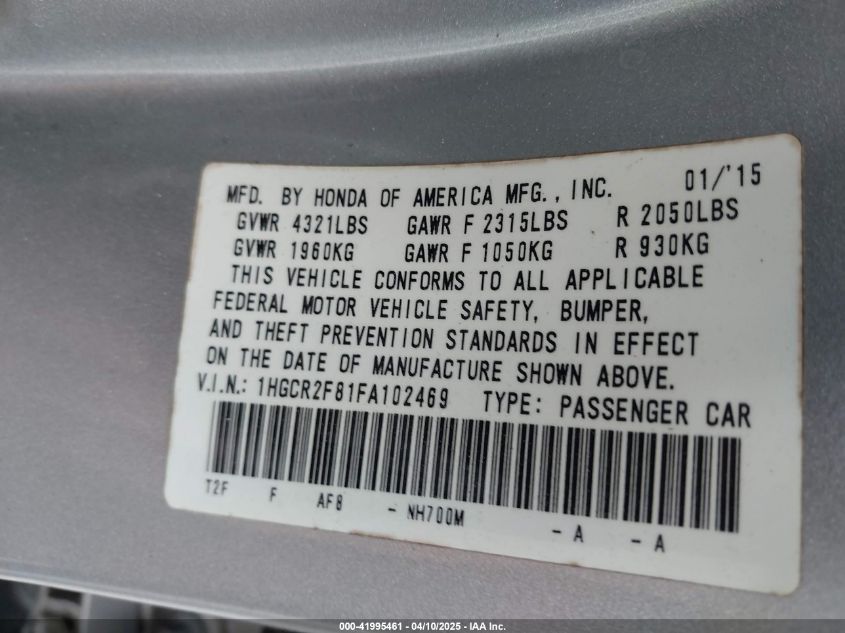 MFD. BY HONDA OF AMERICA MFG., INC. 01/'15
GVWR 4321LBS GAWR F 2315LBS R 2050LBS
GVWR 1960KG GAWR F 1050KG R 930KG
THIS VEHICLE CONFORMS TO ALL APPLICABLE
FEDERAL MOTOR VEHICLE SAFETY, BUMPER,
AND THEFT PREVENTION STANDARDS IN EFFECT
ON THE DATE OF MANUFACTURE SHOWN ABOVE.
V.I.N.: 1HGCR2F81FA102469 TYPE: PASSENGER CAR
T2F F AF8 - NH700M - A - A
000-41995461 - 04/10/2025 - IAA Inc.